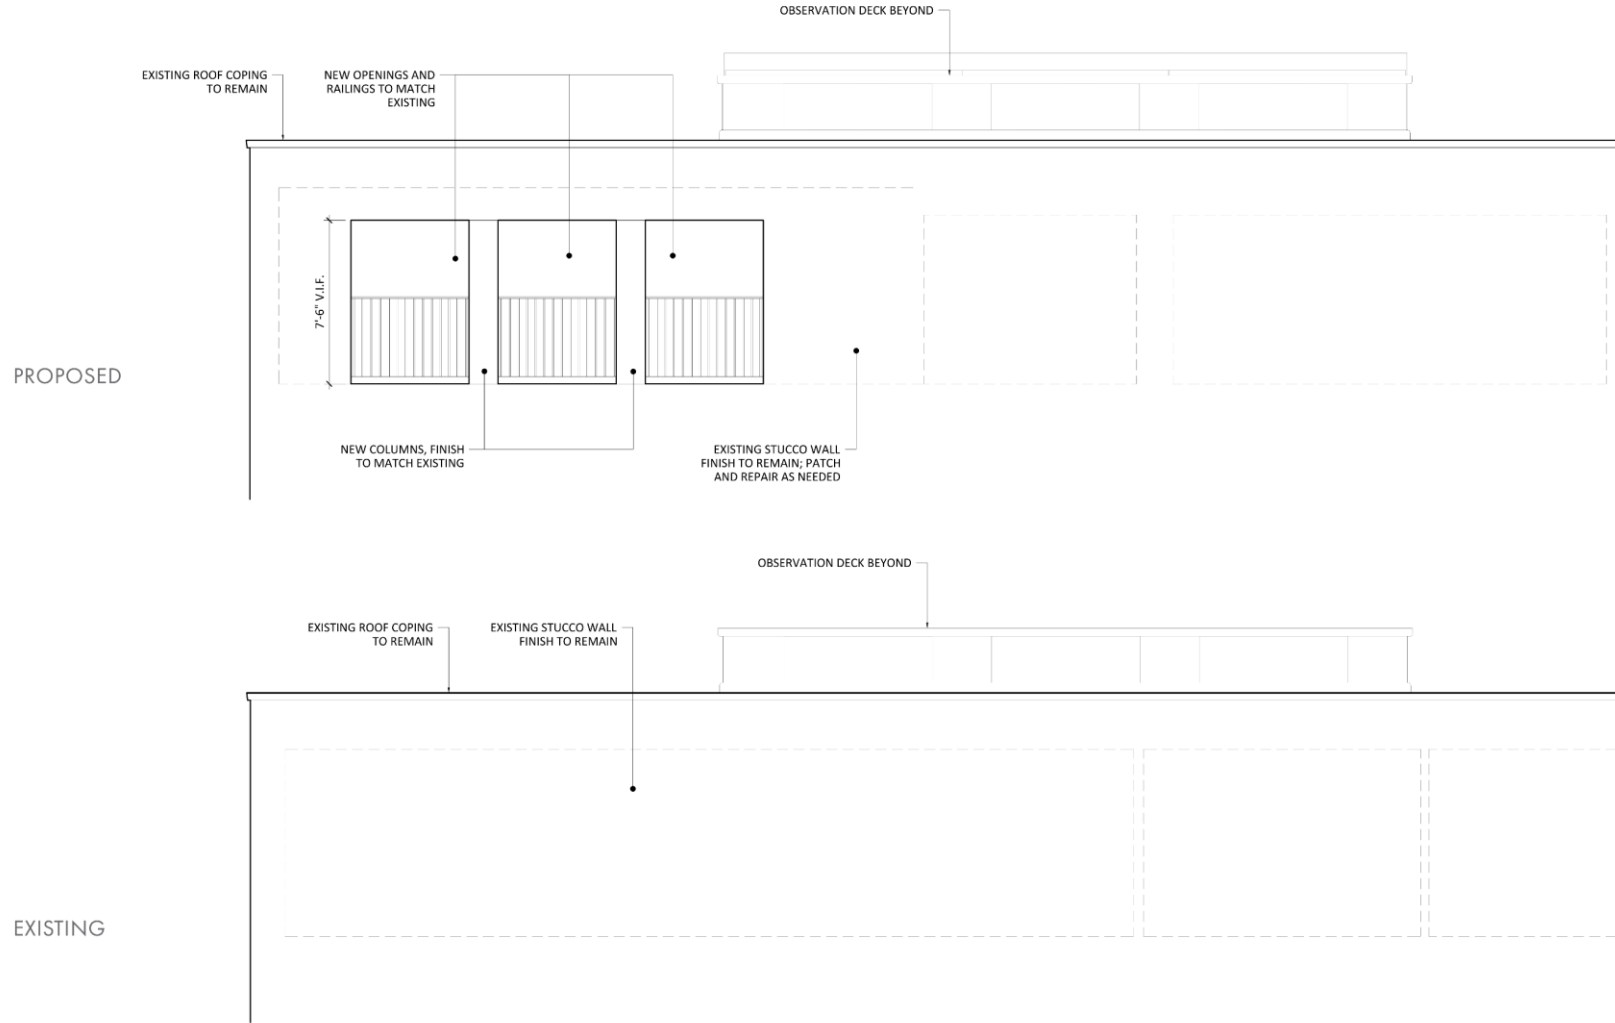 OBSERVATION DECK BEYOND
EXISTING ROOF COPING
TO REMAIN
NEW OPENINGS AND
RAILINGS TO MATCH
EXISTING
7'-6" V.I.F.
PROPOSED
NEW COLUMNS, FINISH
TO MATCH EXISTING
EXISTING STUCCO WALL
FINISH TO REMAIN; PATCH
AND REPAIR AS NEEDED
OBSERVATION DECK BEYOND
EXISTING ROOF COPING
TO REMAIN
EXISTING STUCCO WALL
FINISH TO REMAIN
EXISTING